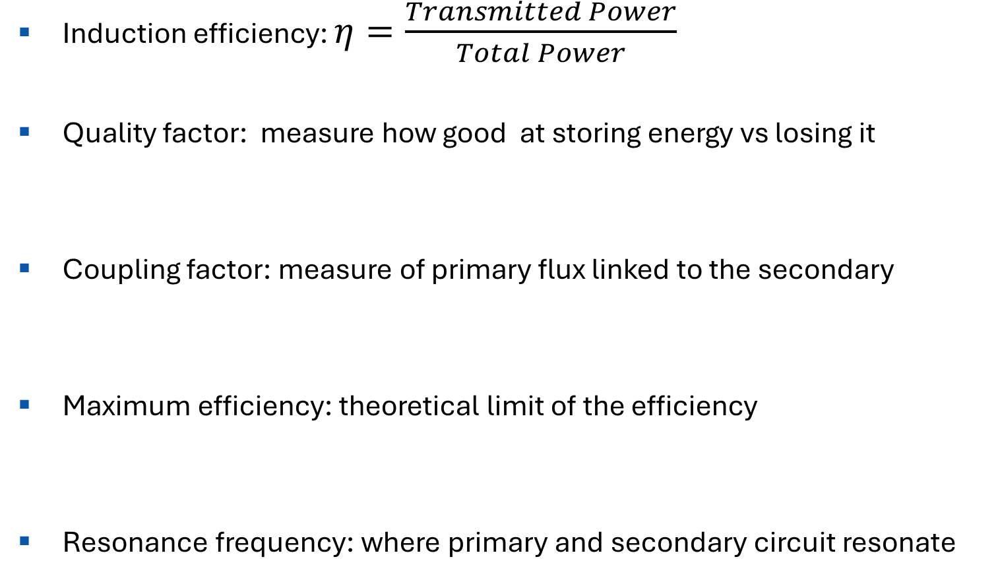 ▪ Induction efficiency: η = Transmitted Power / Total Power
▪ Quality factor:  measure how good  at storing energy vs losing it
▪ Coupling factor: measure of primary flux linked to the secondary
▪ Maximum efficiency: theoretical limit of the efficiency
▪ Resonance frequency: where primary and secondary circuit resonate